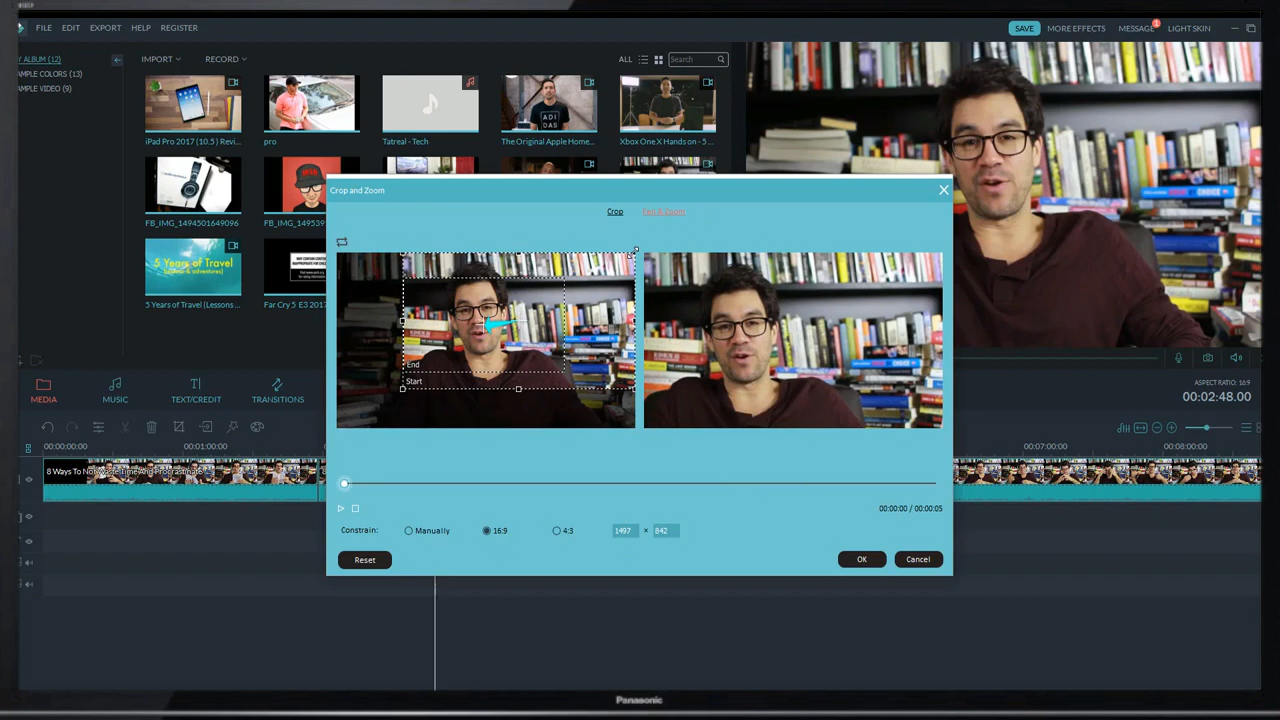 FILE EDIT EXPORT HELP REGISTER
SAVE MORE EFFECTS MESSAGE 1 LIGHT SKIN
Y ALBUM (12)
AMPLE COLORS (13)
AMPLE VIDEO (9)
IMPORT RECORD ALL Search
ADI
DAS
iPad Pro 2017 (10.5 ) Revi... pro Tatreal - Tech The Original Apple Home... Xbox One X Hands on - 5 ...
FB_IMG_1494501649096 FB_IMG_149539
5 Years of Travel
5 Years of Travel (Lessons ... Far Cry 5 E3 2017
Crop and Zoom
Crop Pan & Zoom
End
Start
00:00:00 / 00:00:05
Constrain: Manually 16:9 4:3 1497 × 842
Reset OK Cancel
MEDIA MUSIC TEXT/CREDIT TRANSITIONS
ASPECT RATIO: 16:9
00:02:48.00
00:00:00:00 00:01:00:00 00:07:00:00 00:08:00:00
8 Ways To Not Waste Time And Procrastinate
Panasonic